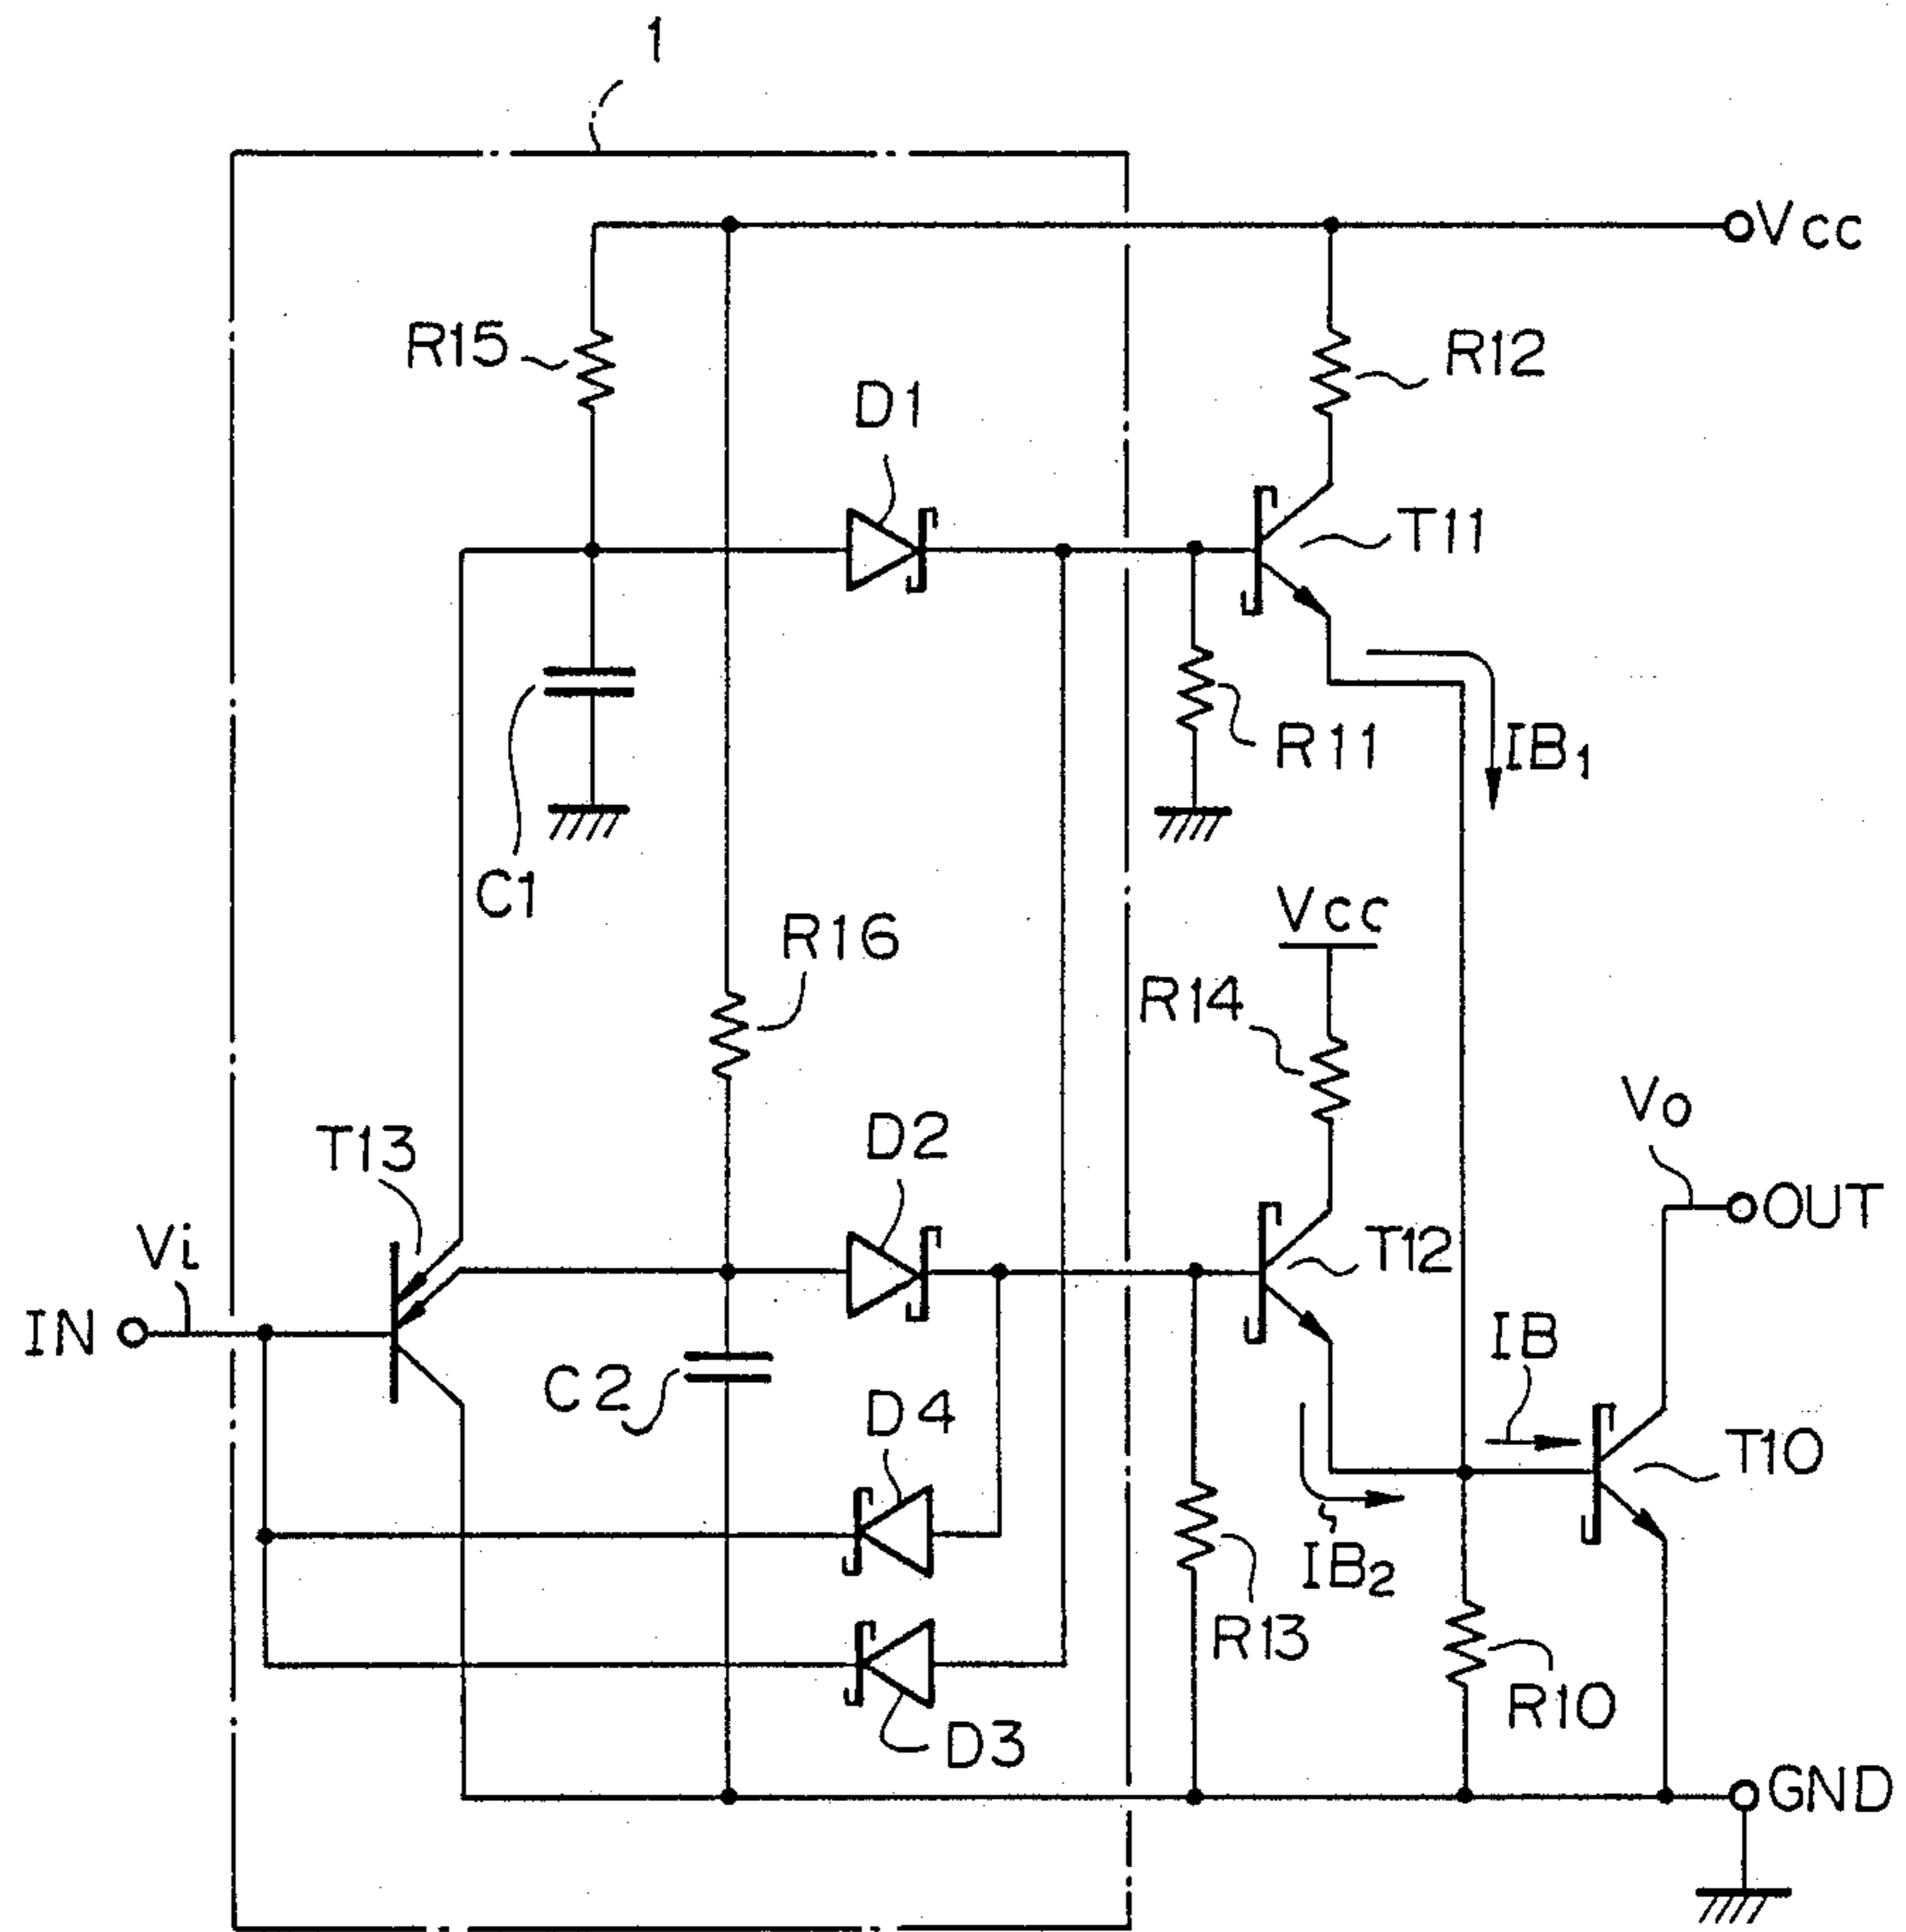 1
Vcc
R15
R12
D1
T11
R11
IB1
C1
Vcc
R16
R14
Vo
D2
T13
OUT
T12
Vi
IN
IB
C2
D4
T10
IB2
R13
R10
D3
GND